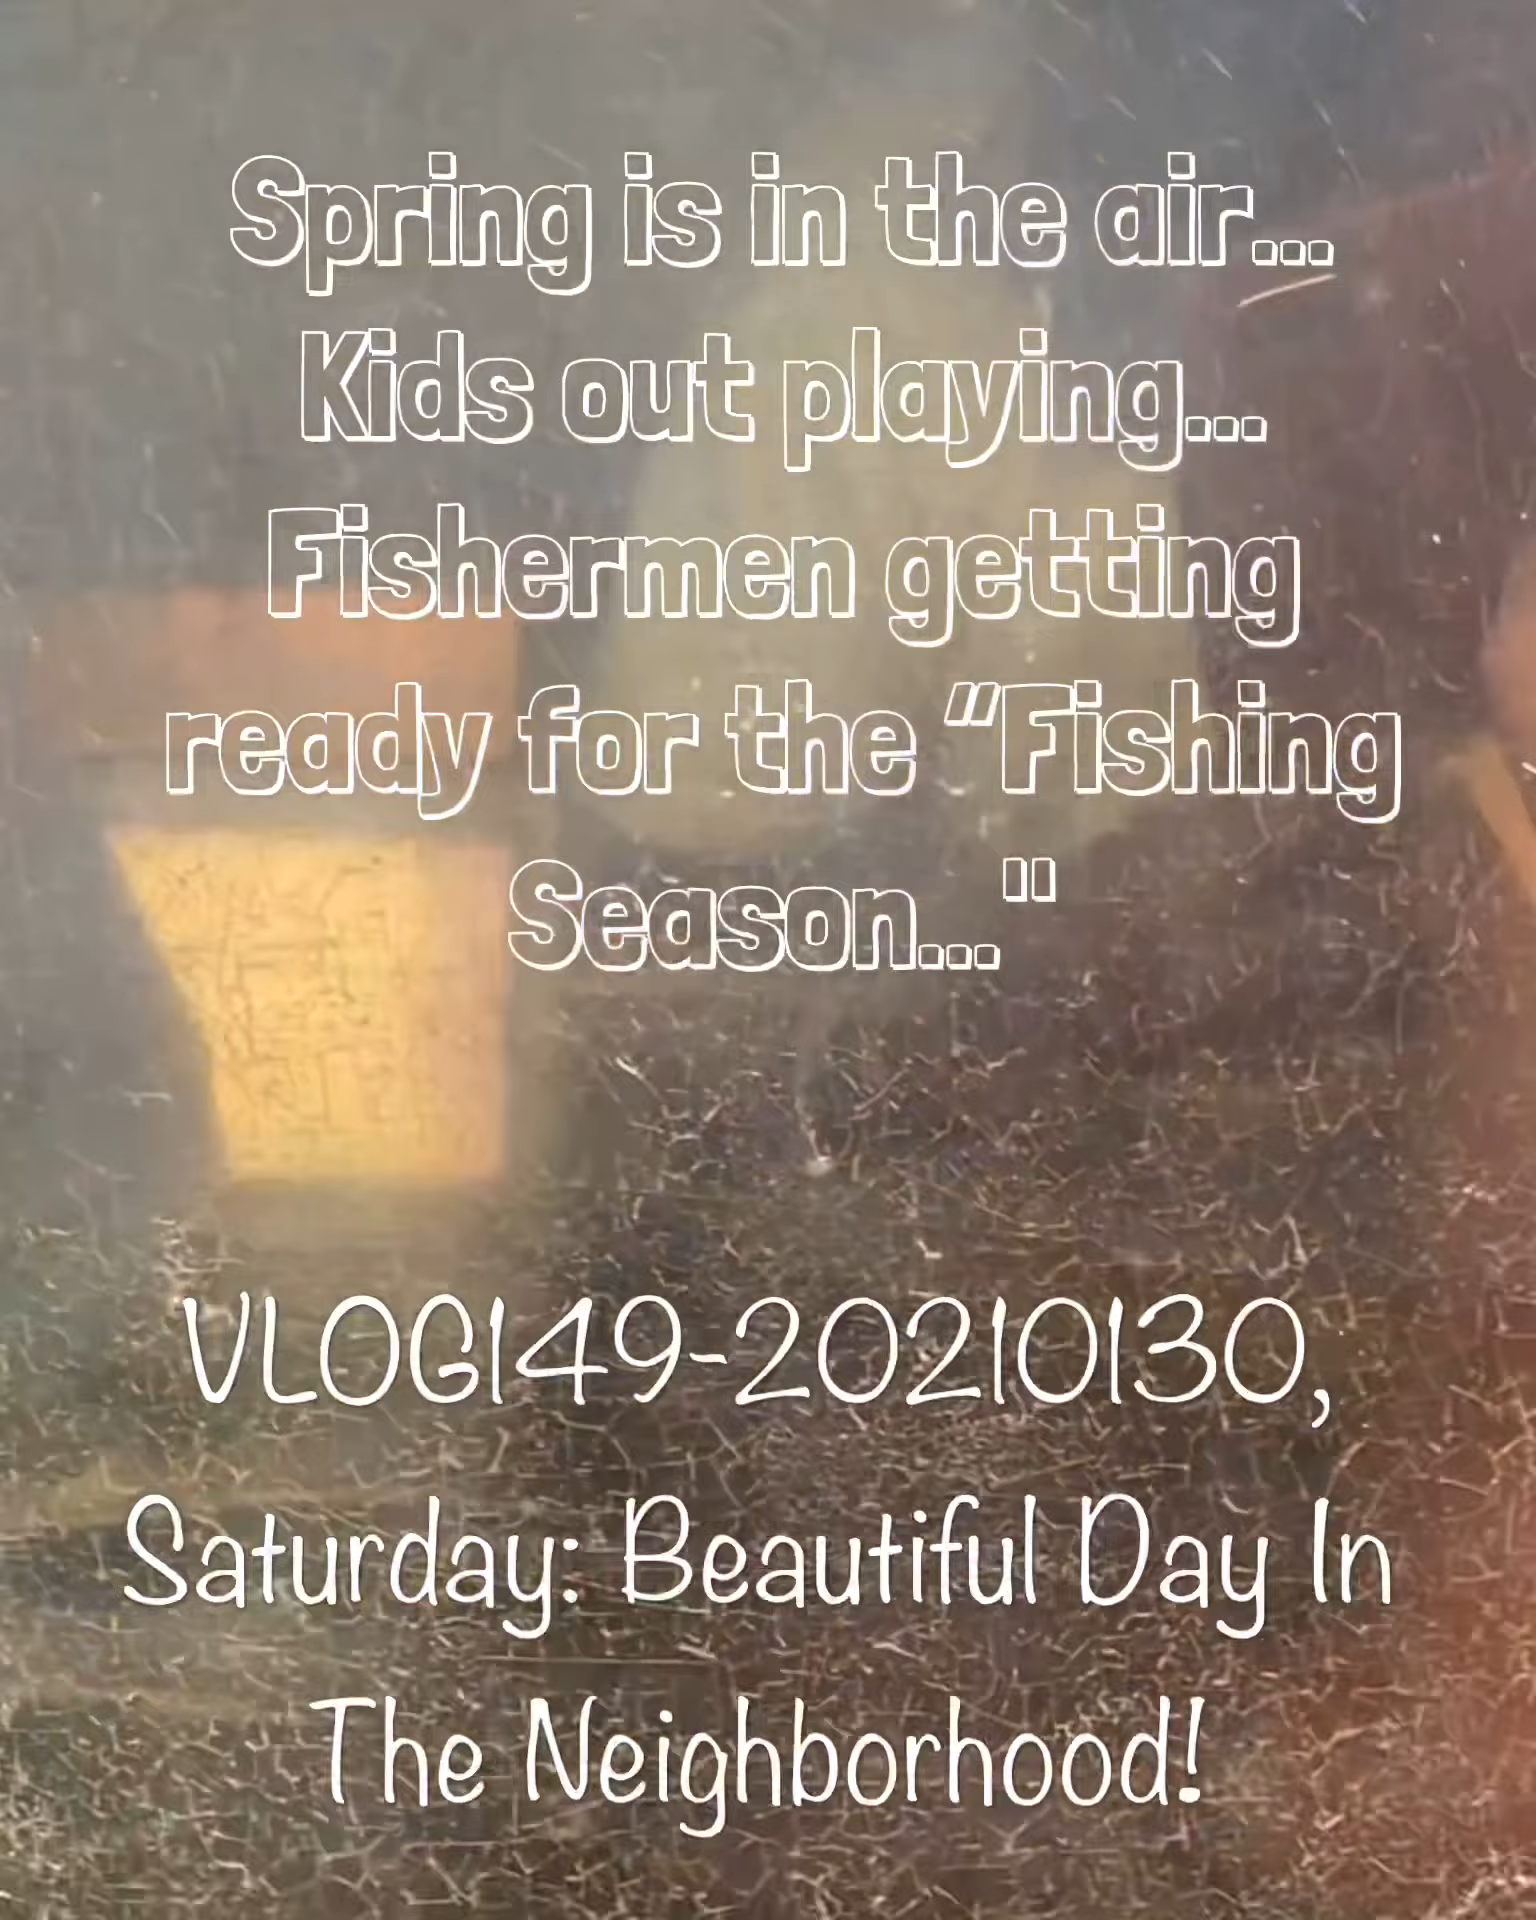 Spring is in the air...
Kids out playing...
Fishermen getting
ready for the “Fishing
Season..."
VLOG149-20210130,
Saturday: Beautiful Day In
The Neighborhood!